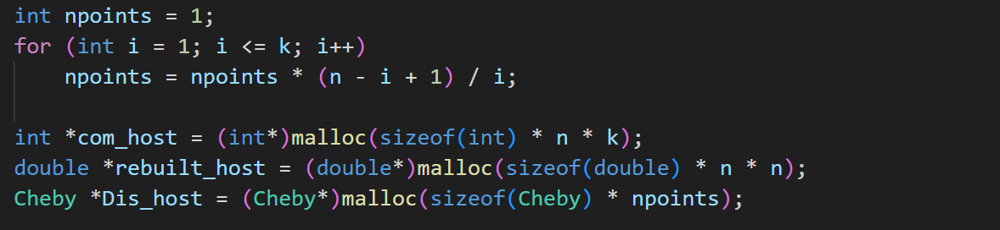 int npoints = 1;
for (int i = 1; i <= k; i++)
    npoints = npoints * (n - i + 1) / i;
int *com_host = (int*)malloc(sizeof(int) * n * k);
double *rebuilt_host = (double*)malloc(sizeof(double) * n * n);
Cheby *Dis_host = (Cheby*)malloc(sizeof(Cheby) * npoints);